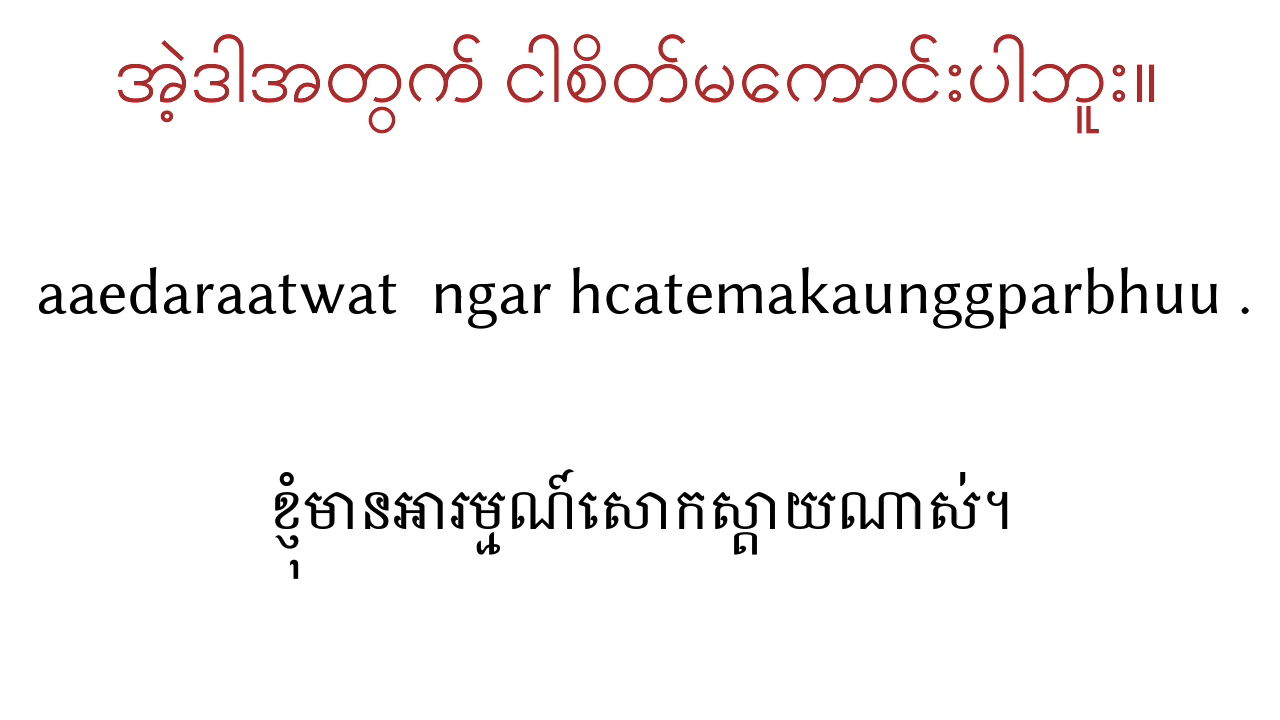 အဲ့ဒါအတွက် ငါစိတ်မကောင်းပါဘူး။
aaedaraatwat  ngar hcatemakaunggparbhuu .
ខ្ញុំមានអារម្មណ៍សោកស្ដាយណាស់។